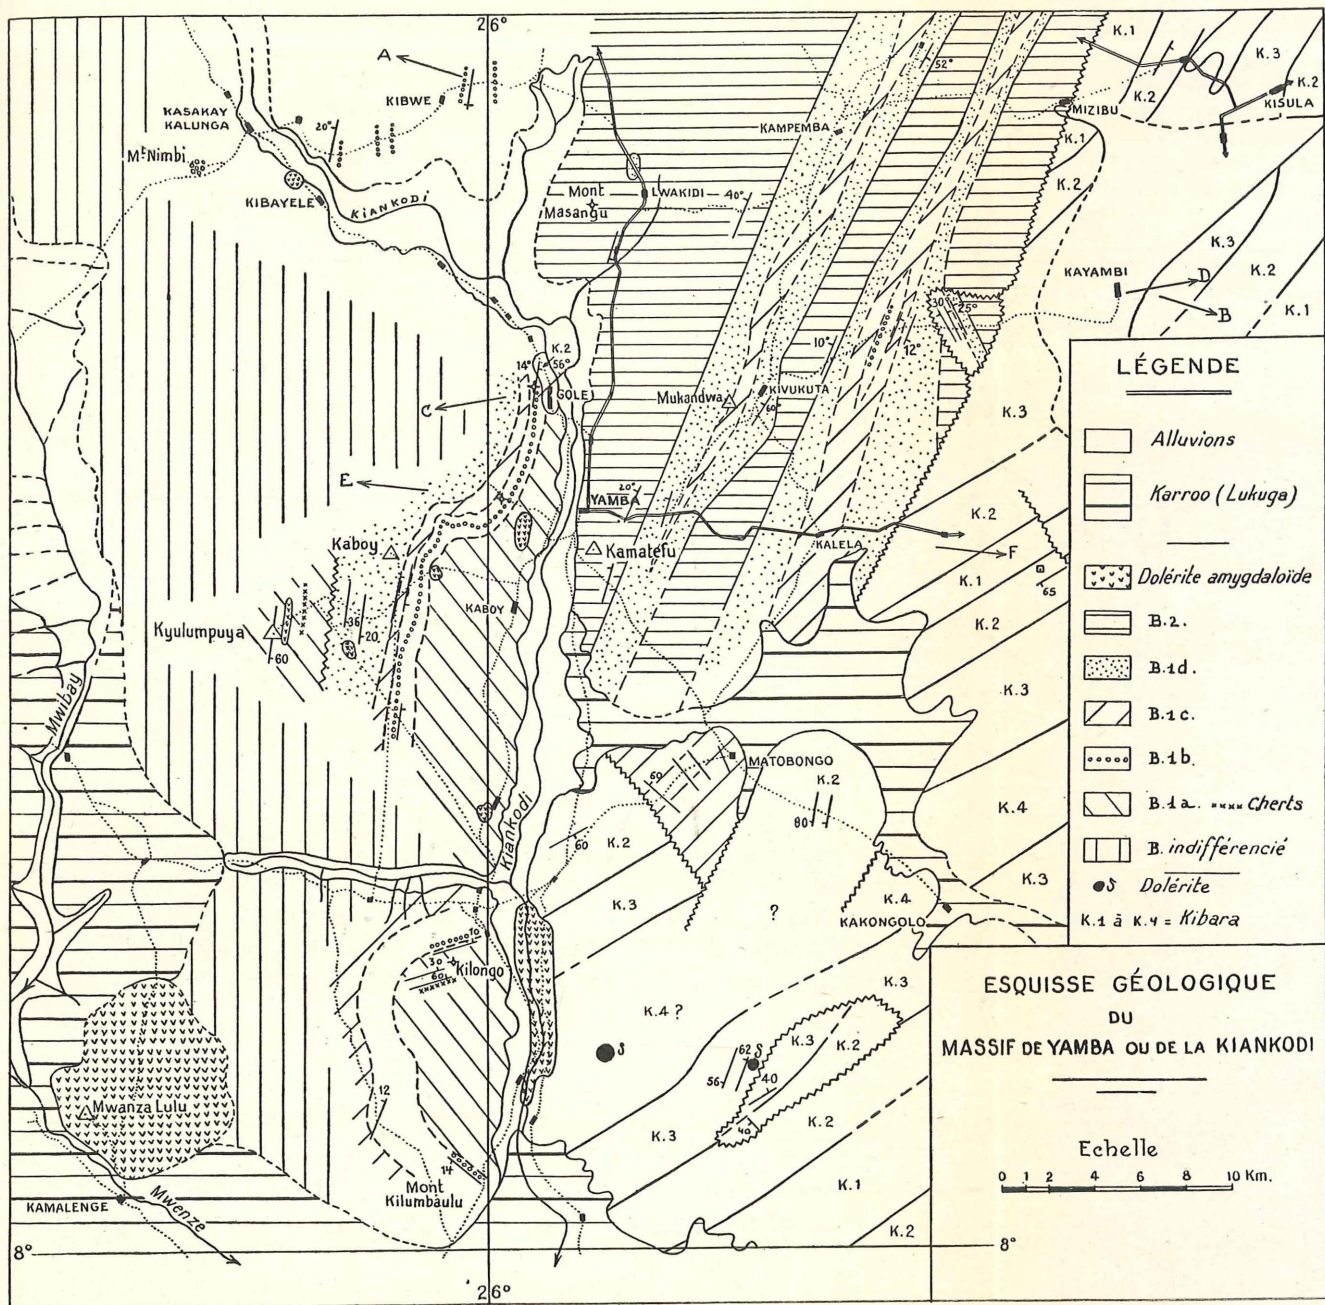 26°
A
KIBWE
KASAKAY
KALUNGA
20°
Mt Nimbi
KIBAYELE
KIANKODI
Mont
Masangu
LWAKIDI
40°
KAMPEMBA
52°
MIZIBU
K.1
K.2
K.3
K.2
KISULA
K.1
K.2
K.3
K.2
K.1
KAYAMBI
D
B
30
25°
K.2
14°
56°
GOLE
C
10°
12°
Mukandwa
KIVUKUTA
60°
K.3
E
20°
YAMBA
KALELA
K.2
F
Kaboy
Kamatefu
K.1
65
KABOY
K.2
Kyulumpuya
36
20
60
K.3
Mwibay
MATOBONGO
60
K.2
80
K.4
Kiankodi
60
K.2
K.3
K.3
K.4
?
KAKONGOLO
10
30
Kilongo
60
K.3
K.4 ?
δ
62
δ
K.3
K.2
56
40
40
12
K.3
K.2
Mwanza Lulu
K.1
14
Mont
Kilumbaulu
KAMALENGE
Mwenze
K.2
8°
8°
26°
LÉGENDE
Alluvions
Karroo (Lukuga)
Dolérite amygdaloïde
B.2.
B.1d.
B.1c.
B.1b
B.1a. xxxx Cherts
B. indifférencié
δ Dolérite
K.1 à K.4 = Kibara
ESQUISSE GÉOLOGIQUE
DU
MASSIF DE YAMBA OU DE LA KIANKODI
Echelle
0 1 2 4 6 8 10 Km.